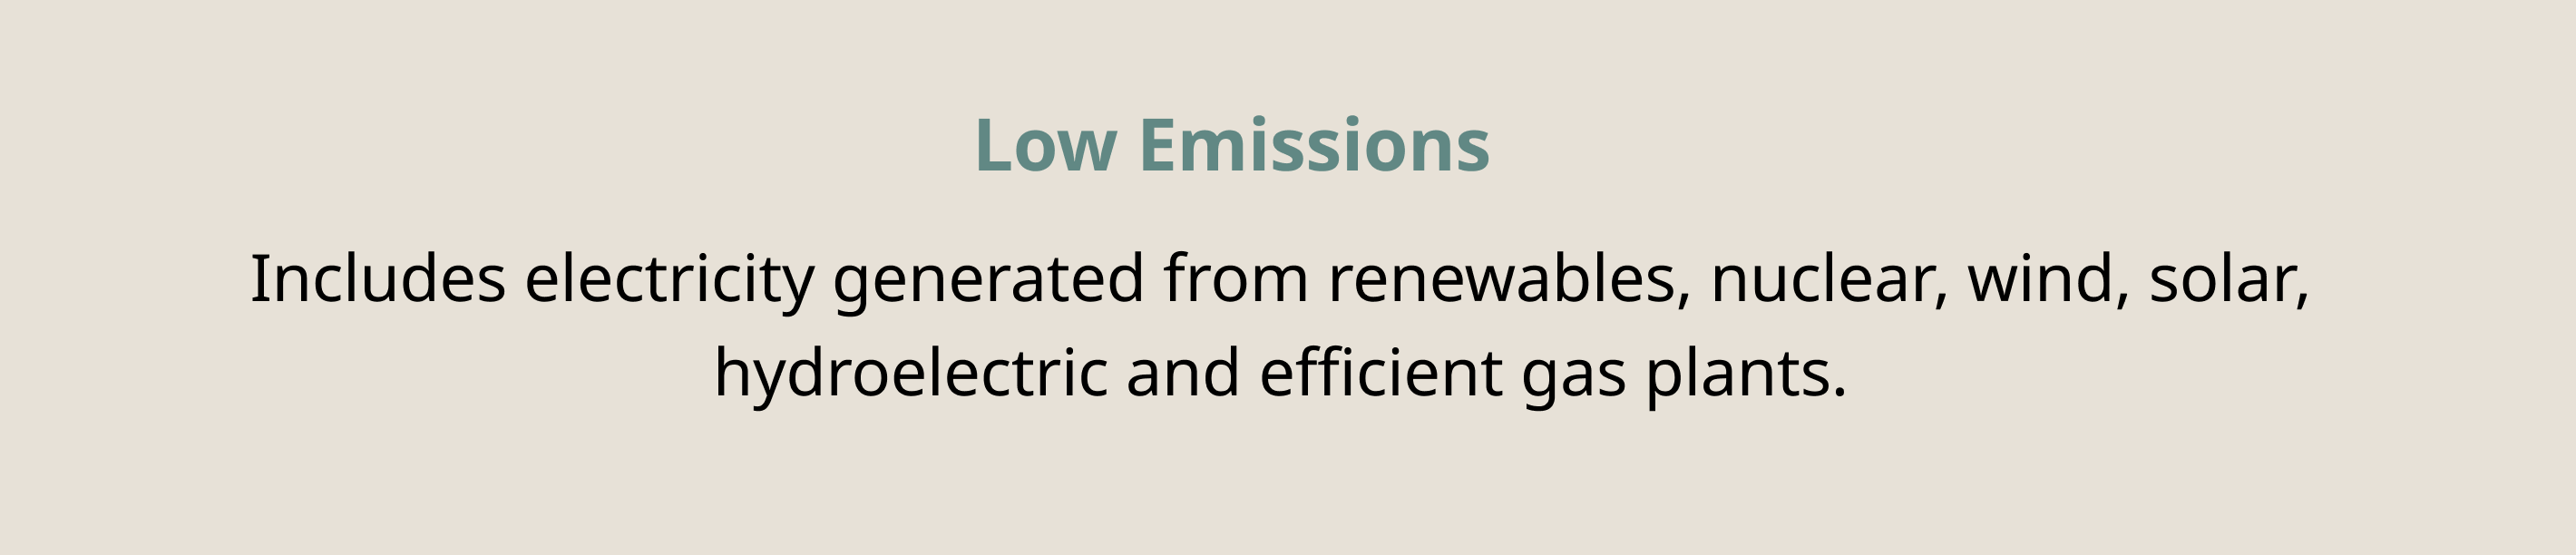 Low Emissions
Includes electricity generated from renewables, nuclear, wind, solar,
hydroelectric and efficient gas plants.